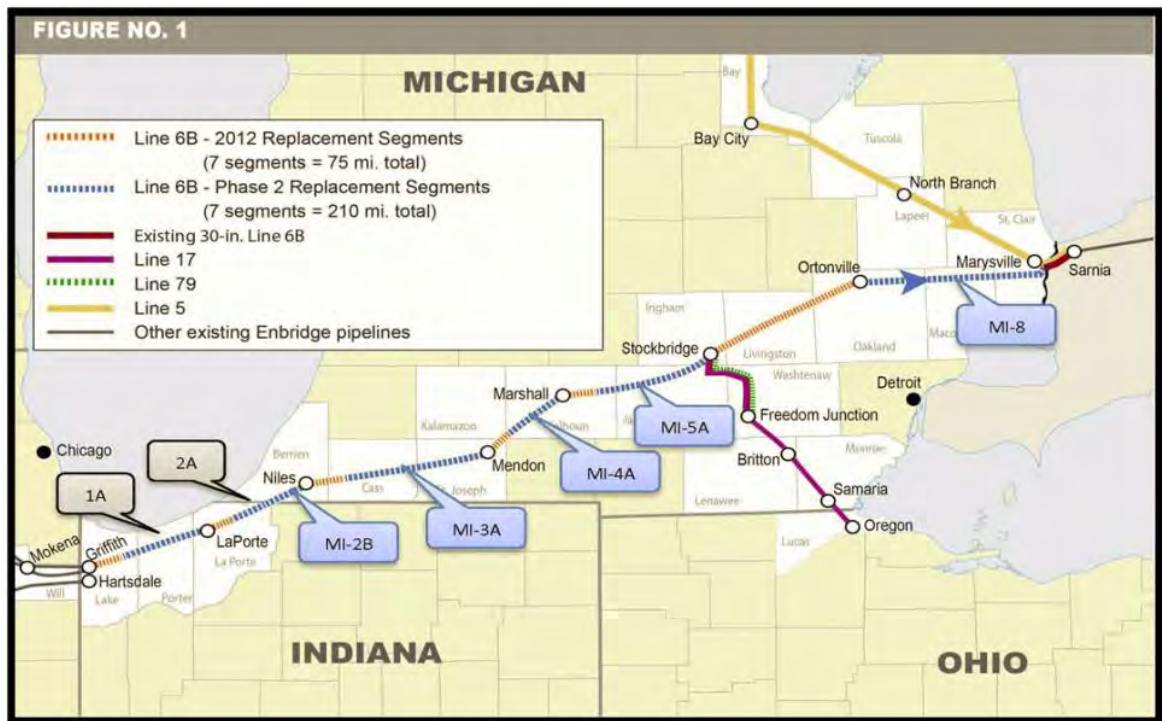 FIGURE NO. 1
MICHIGAN
Line 6B - 2012 Replacement Segments
(7 segments = 75 mi. total)
Line 6B - Phase 2 Replacement Segments
(7 segments = 210 mi. total)
Existing 30-in. Line 6B
Line 17
Line 79
Line 5
Other existing Enbridge pipelines
Bay
Bay City
Tuscola
North Branch
Lapeer
St. Clair
Marysville
Sarnia
Ortonville
MI-8
Ingham
Stockbridge
Livingston
Oakland
Washtenaw
Detroit
Marshall
Kalamazoo
MI-5A
Freedom Junction
Chicago
2A
Berrien
Niles
Cass
St. Joseph
Mendon
MI-4A
Britton
Monroe
Lenawee
Samaria
Oregon
Lucas
1A
LaPorte
La Porte
MI-2B
MI-3A
Mokena
Griffith
Hartsdale
Will
Lake
Porter
INDIANA
OHIO